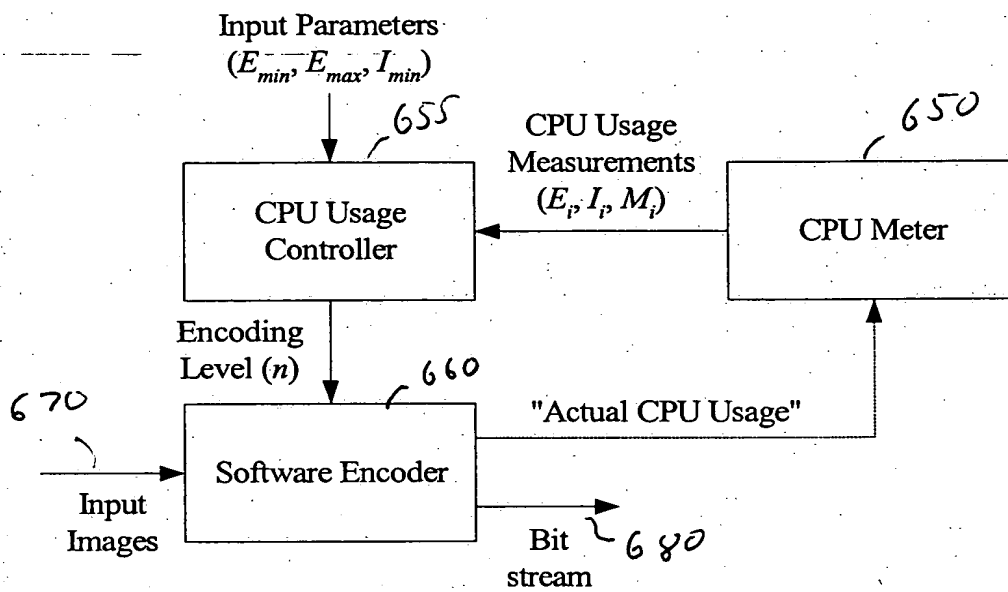 Input Parameters
(E_min, E_max, I_min)
655
CPU Usage
Measurements
(E_i, I_i, M_i)
650
CPU Usage
Controller
CPU Meter
Encoding
Level (n)
660
670
"Actual CPU Usage"
Software Encoder
Input
Images
Bit
stream
680